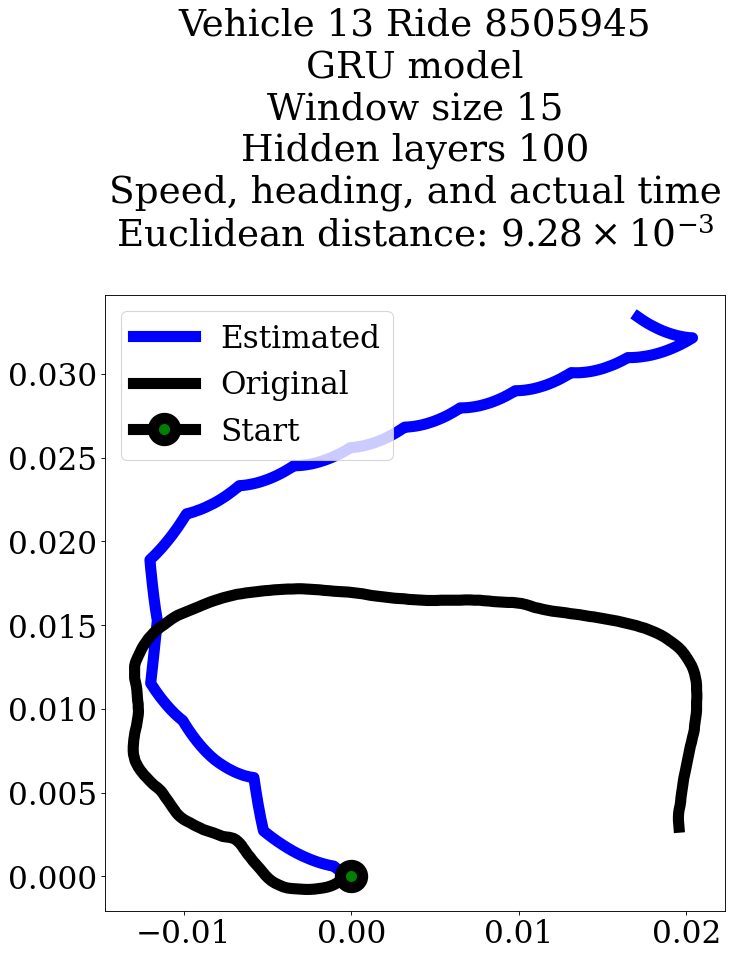 Vehicle 13 Ride 8505945
GRU model
Window size 15
Hidden layers 100
Speed, heading, and actual time
Euclidean distance: 9.28 × 10⁻³
Estimated
Original
Start
0.030
0.025
0.020
0.015
0.010
0.005
0.000
−0.01 0.00 0.01 0.02